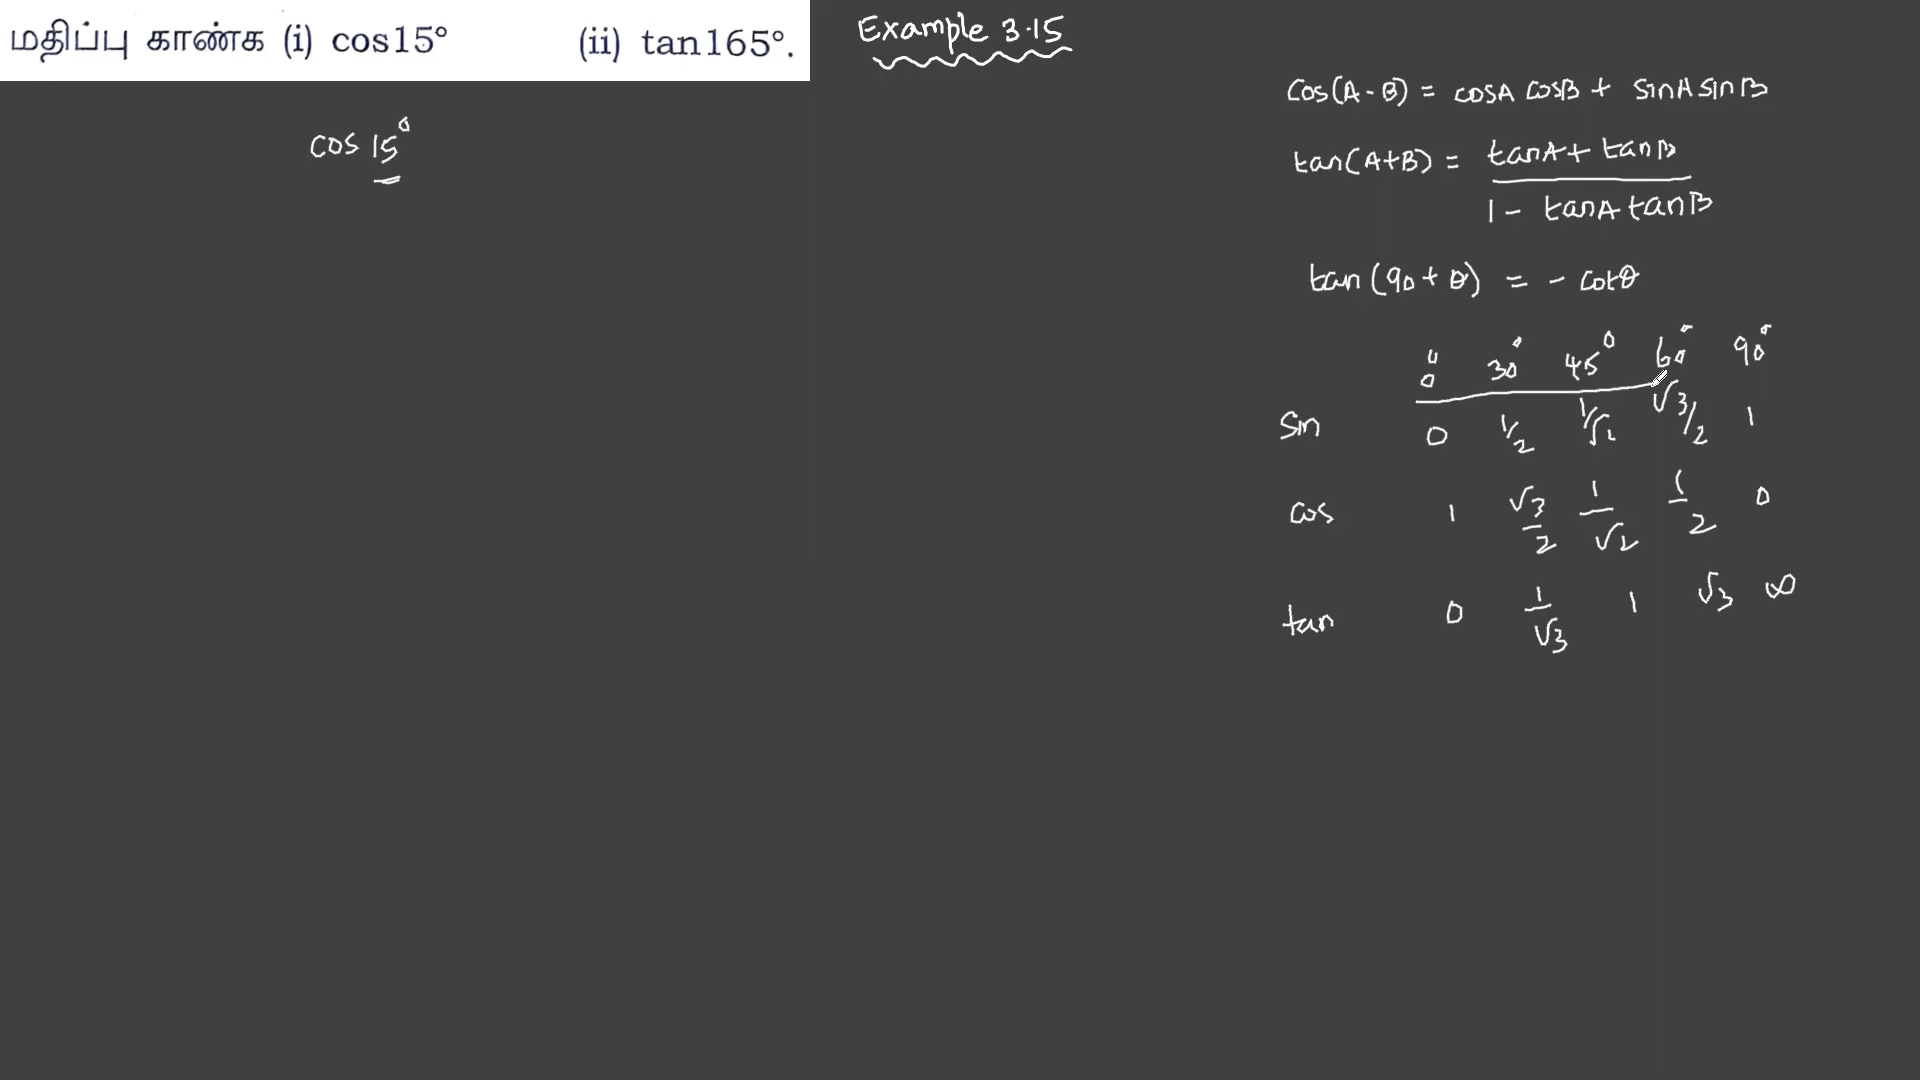 மதிப்பு காண்க (i) cos15° (ii) tan165°.
Example 3.15
cos 15°
cos(A - B) = cosA cosB + sinA sinB
tan(A+B) = tanA + tanB / 1 - tanA tanB
tan(90 + θ) = - cotθ
0° 30° 45° 60° 90°
sin 0 1/2 1/√2 √3/2 1
cos 1 √3/2 1/√2 1/2 0
tan 0 1/√3 1 √3 ∞